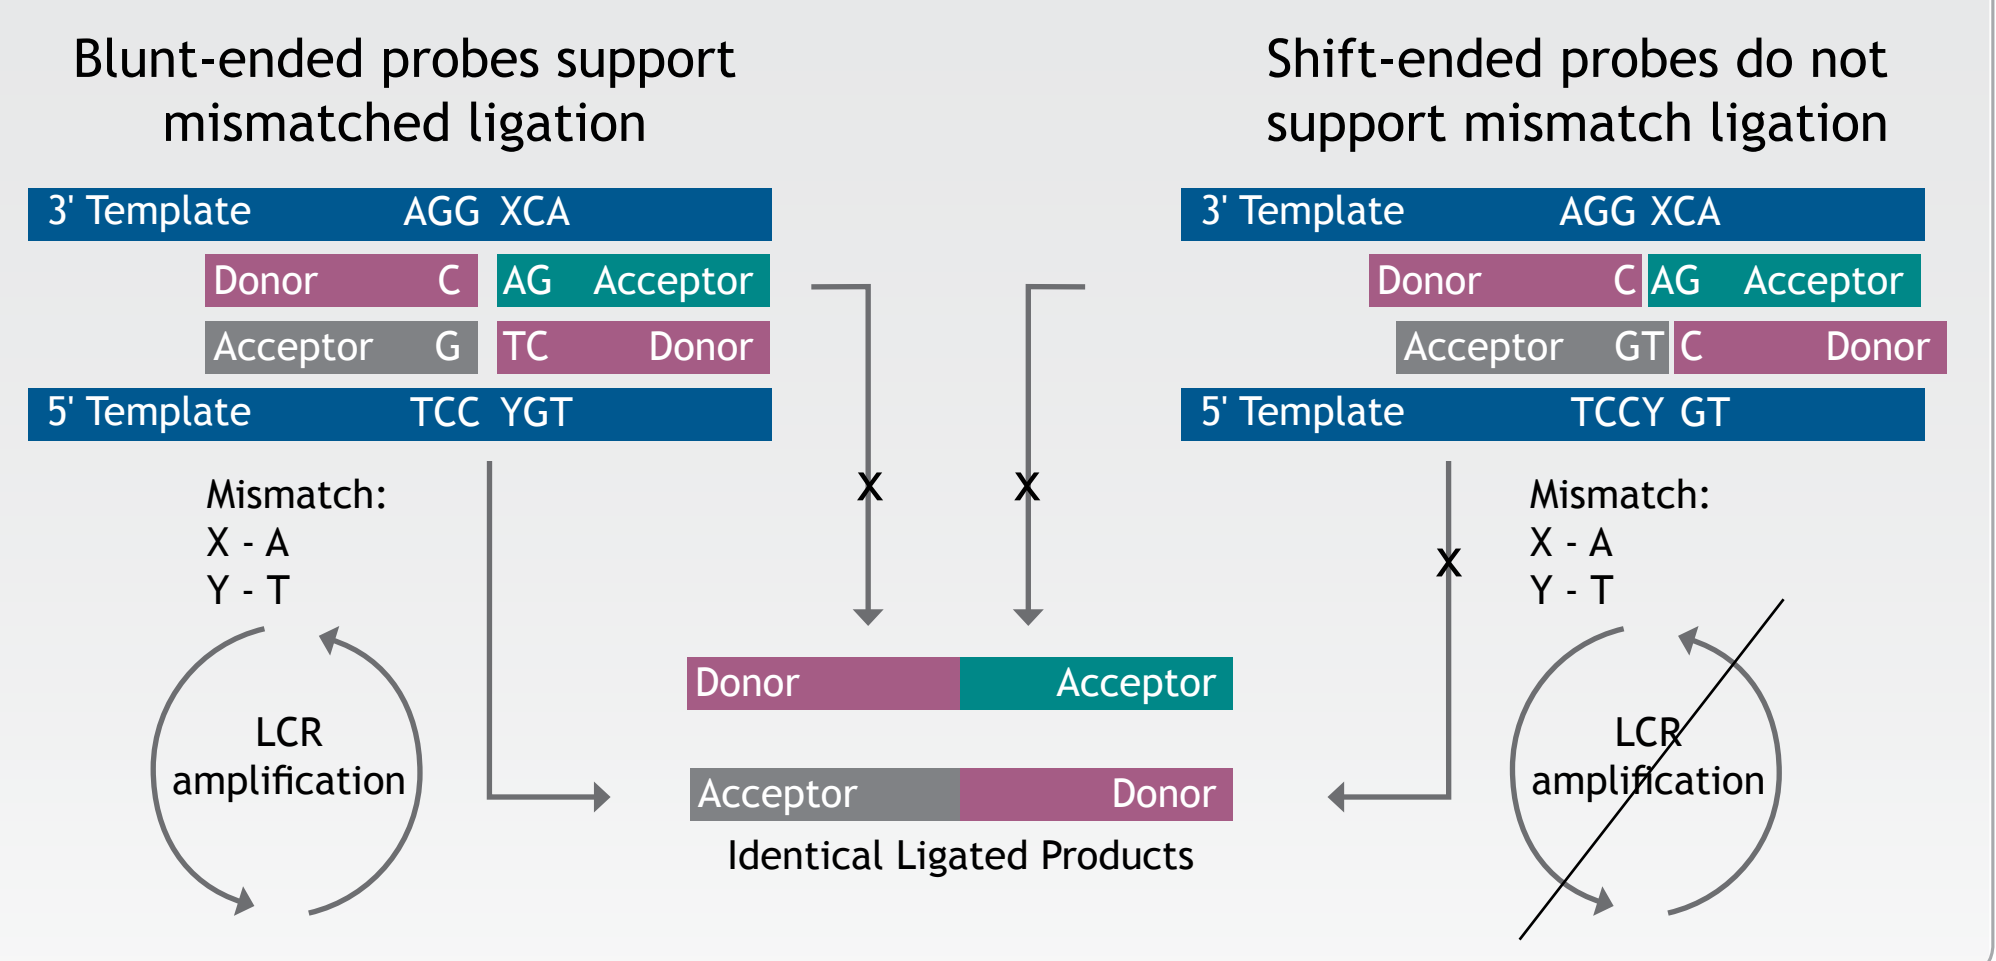 Blunt-ended probes support
mismatched ligation
3' Template AGG XCA
Donor C AG Acceptor
Acceptor G TC Donor
5' Template TCC YGT
Mismatch:
X - A
Y - T
LCR
amplification
X
X
Donor Acceptor
Acceptor Donor
Identical Ligated Products
Shift-ended probes do not
support mismatch ligation
3' Template AGG XCA
Donor C AG Acceptor
Acceptor GT C Donor
5' Template TCCY GT
X
Mismatch:
X - A
Y - T
LCR
amplification